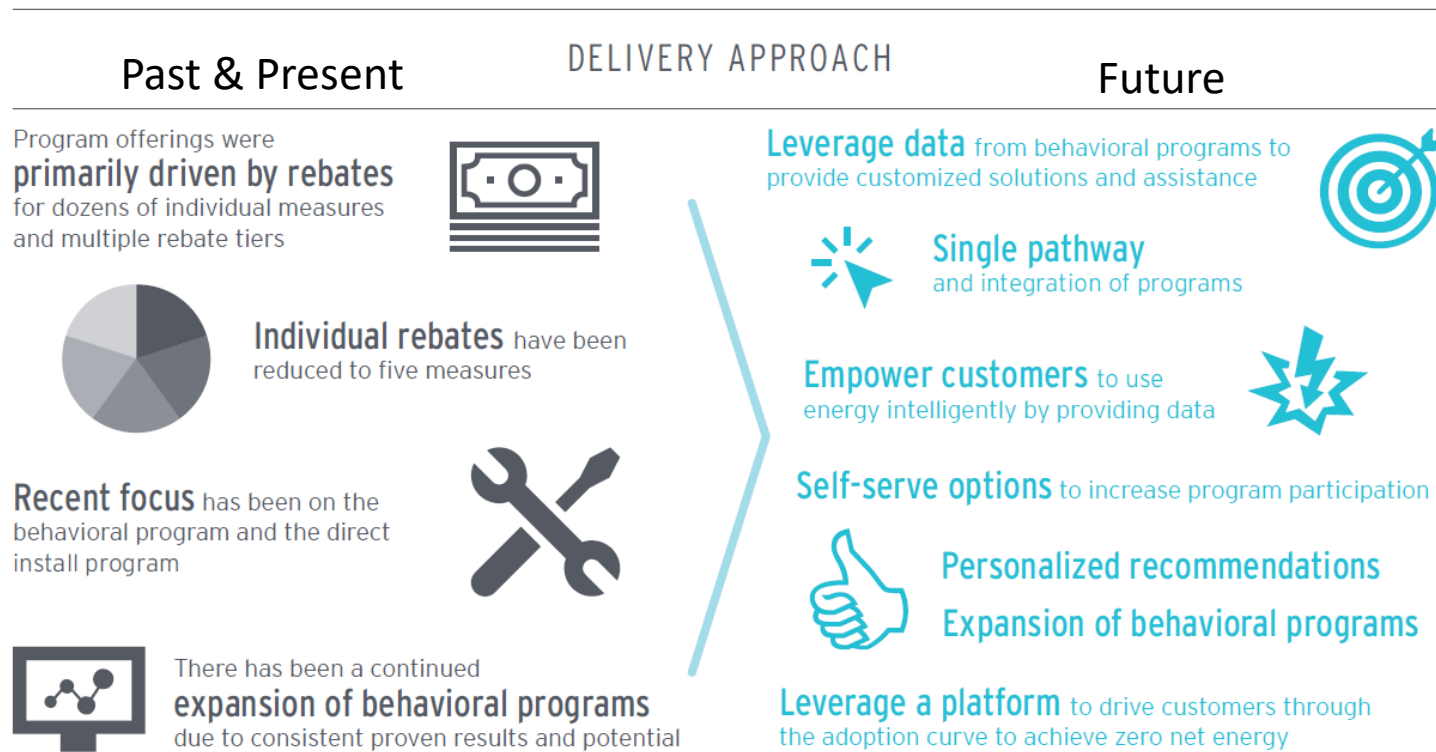 DELIVERY APPROACH
Past & Present
Future
Program offerings were
primarily driven by rebates
for dozens of individual measures
and multiple rebate tiers
Individual rebates have been
reduced to five measures
Recent focus has been on the
behavioral program and the direct
install program
There has been a continued
expansion of behavioral programs
due to consistent proven results and potential
Leverage data from behavioral programs to
provide customized solutions and assistance
Single pathway
and integration of programs
Empower customers to use
energy intelligently by providing data
Self-serve options to increase program participation
Personalized recommendations
Expansion of behavioral programs
Leverage a platform to drive customers through
the adoption curve to achieve zero net energy